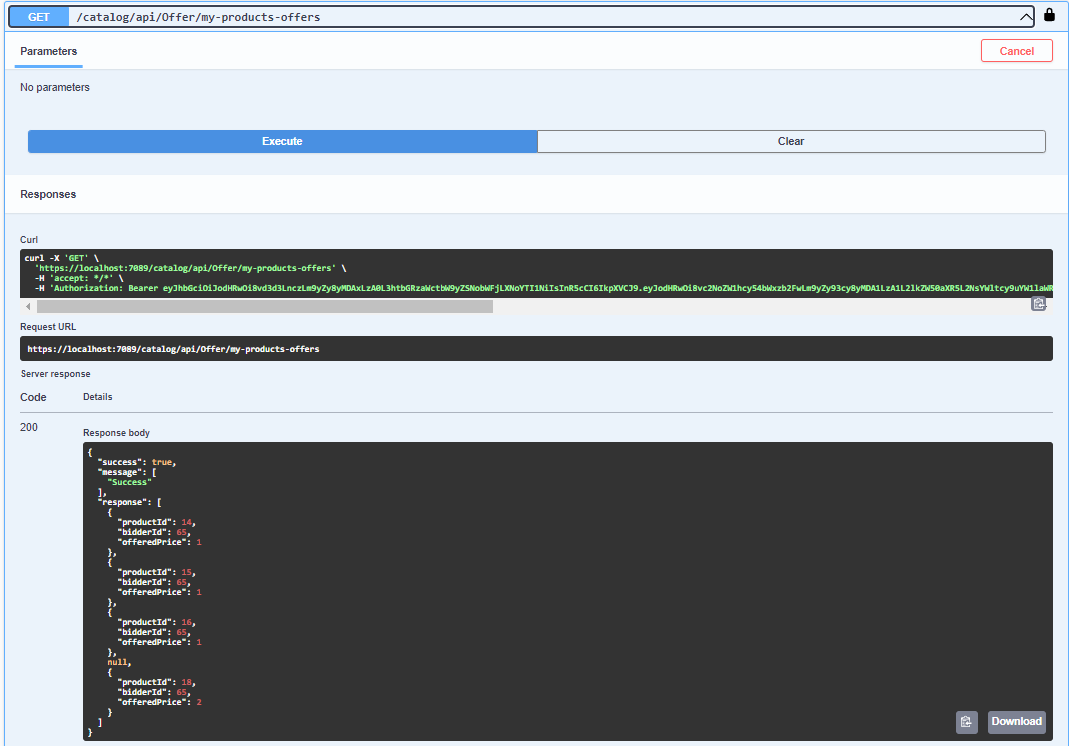 GET /catalog/api/Offer/my-products-offers
Parameters
Cancel
No parameters
Execute
Clear
Responses
Curl
curl -X 'GET' \
'https://localhost:7089/catalog/api/Offer/my-products-offers' \
-H 'accept: */*' \
-H 'Authorization: Bearer
Request URL
https://localhost:7089/catalog/api/Offer/my-products-offers
Server response
Code Details
200
Response body
{
"success": true,
"message": [
"Success"
],
"response": [
{
"productId": 14,
"bidderId": 65,
"offeredPrice": 1
},
{
"productId": 15,
"bidderId": 65,
"offeredPrice": 1
},
{
"productId": 16,
"bidderId": 65,
"offeredPrice": 1
},
null,
{
"productId": 18,
"bidderId": 65,
"offeredPrice": 2
}
]
}
Download